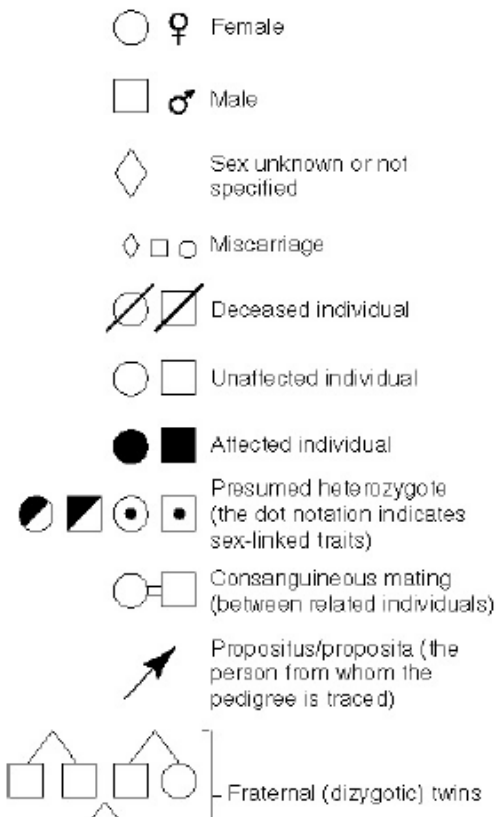 Female
Male
Sex unknown or not
specified
Miscarriage
Deceased individual
Unaffected individual
Affected individual
Presumed heterozygote
(the dot notation indicates
sex-linked traits)
Consanguineous mating
(between related individuals)
Propositus/proposita (the
person from whom the
pedigree is traced)
Fraternal (dizygotic) twins